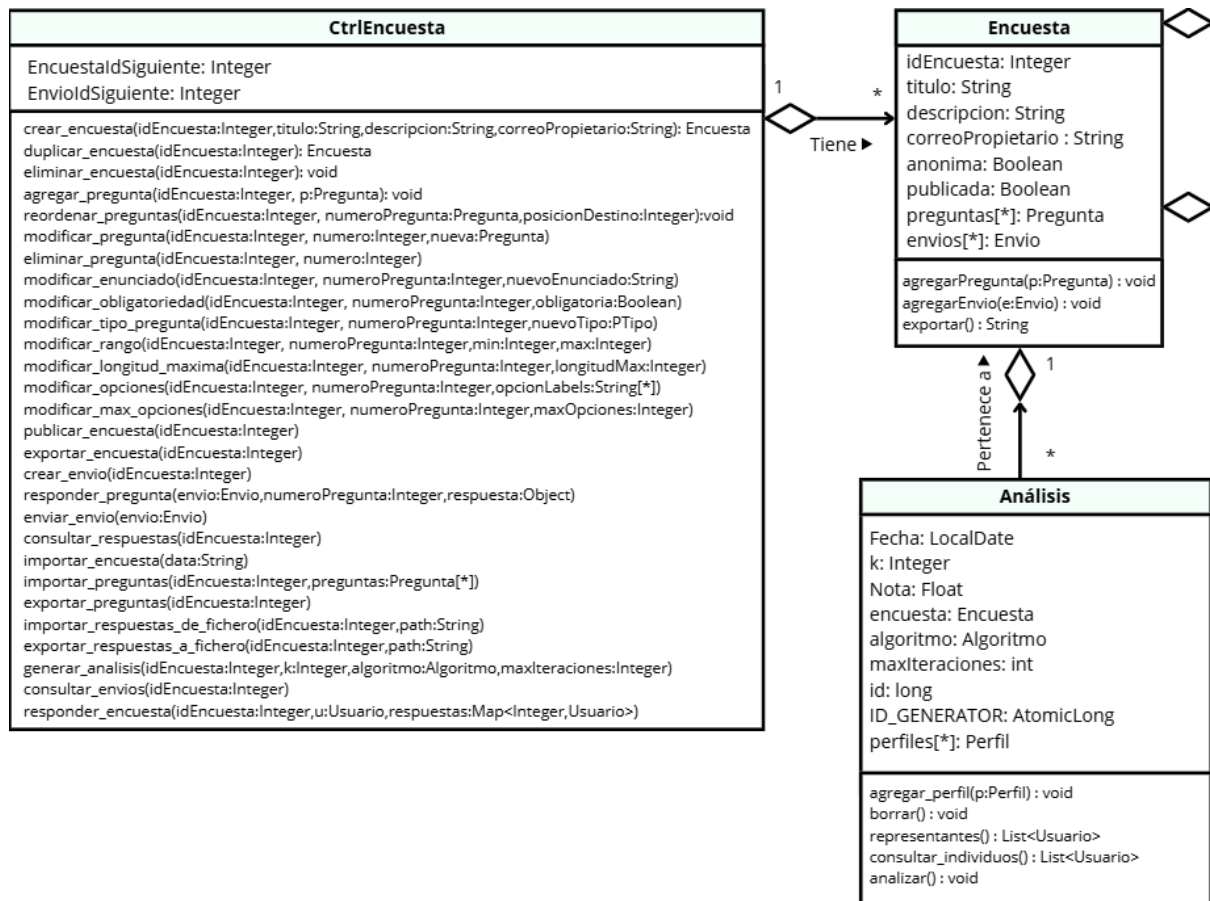 CtrlEncuesta
EncuestaIdSiguiente: Integer
EnvioIdSiguiente: Integer
crear_encuesta(idEncuesta:Integer,titulo:String,descripcion:String,correoPropietario:String): Encuesta
duplicar_encuesta(idEncuesta:Integer): Encuesta
eliminar_encuesta(idEncuesta:Integer): void
agregar_pregunta(idEncuesta:Integer, p:Pregunta): void
reordenar_preguntas(idEncuesta:Integer, numeroPregunta:Pregunta,posicionDestino:Integer):void
modificar_pregunta(idEncuesta:Integer, numero:Integer,nueva:Pregunta)
eliminar_pregunta(idEncuesta:Integer, numero:Integer)
modificar_enunciado(idEncuesta:Integer, numeroPregunta:Integer,nuevoEnunciado:String)
modificar_obligatoriedad(idEncuesta:Integer, numeroPregunta:Integer,obligatoria:Boolean)
modificar_tipo_pregunta(idEncuesta:Integer, numeroPregunta:Integer,nuevoTipo:PTipo)
modificar_rango(idEncuesta:Integer, numeroPregunta:Integer,min:Integer,max:Integer)
modificar_longitud_maxima(idEncuesta:Integer, numeroPregunta:Integer,longitudMax:Integer)
modificar_opciones(idEncuesta:Integer, numeroPregunta:Integer,opcionLabels:String[*])
modificar_max_opciones(idEncuesta:Integer, numeroPregunta:Integer,maxOpciones:Integer)
publicar_encuesta(idEncuesta:Integer)
exportar_encuesta(idEncuesta:Integer)
crear_envio(idEncuesta:Integer)
responder_pregunta(envio:Envio,numeroPregunta:Integer,respuesta:Object)
enviar_envio(envio:Envio)
consultar_respuestas(idEncuesta:Integer)
importar_encuesta(data:String)
importar_preguntas(idEncuesta:Integer,preguntas:Pregunta[*])
exportar_preguntas(idEncuesta:Integer)
importar_respuestas_de_fichero(idEncuesta:Integer,path:String)
exportar_respuestas_a_fichero(idEncuesta:Integer,path:String)
generar_analisis(idEncuesta:Integer,k:Integer,algoritmo:Algoritmo,maxIteraciones:Integer)
consultar_envios(idEncuesta:Integer)
responder_encuesta(idEncuesta:Integer,u:Usuario,respuestas:Map<Integer,Usuario>)
1
*
Tiene ▶
Encuesta
idEncuesta: Integer
titulo: String
descripcion: String
correoPropietario : String
anonima: Boolean
publicada: Boolean
preguntas[*]: Pregunta
envios[*]: Envio
agregarPregunta(p:Pregunta) : void
agregarEnvio(e:Envio) : void
exportar() : String
Pertenece a ▶
1
*
Análisis
Fecha: LocalDate
k: Integer
Nota: Float
encuesta: Encuesta
algoritmo: Algoritmo
maxIteraciones: int
id: long
ID_GENERATOR: AtomicLong
perfiles[*]: Perfil
agregar_perfil(p:Perfil) : void
borrar() : void
representantes() : List<Usuario>
consultar_individuos() : List<Usuario>
analizar() : void